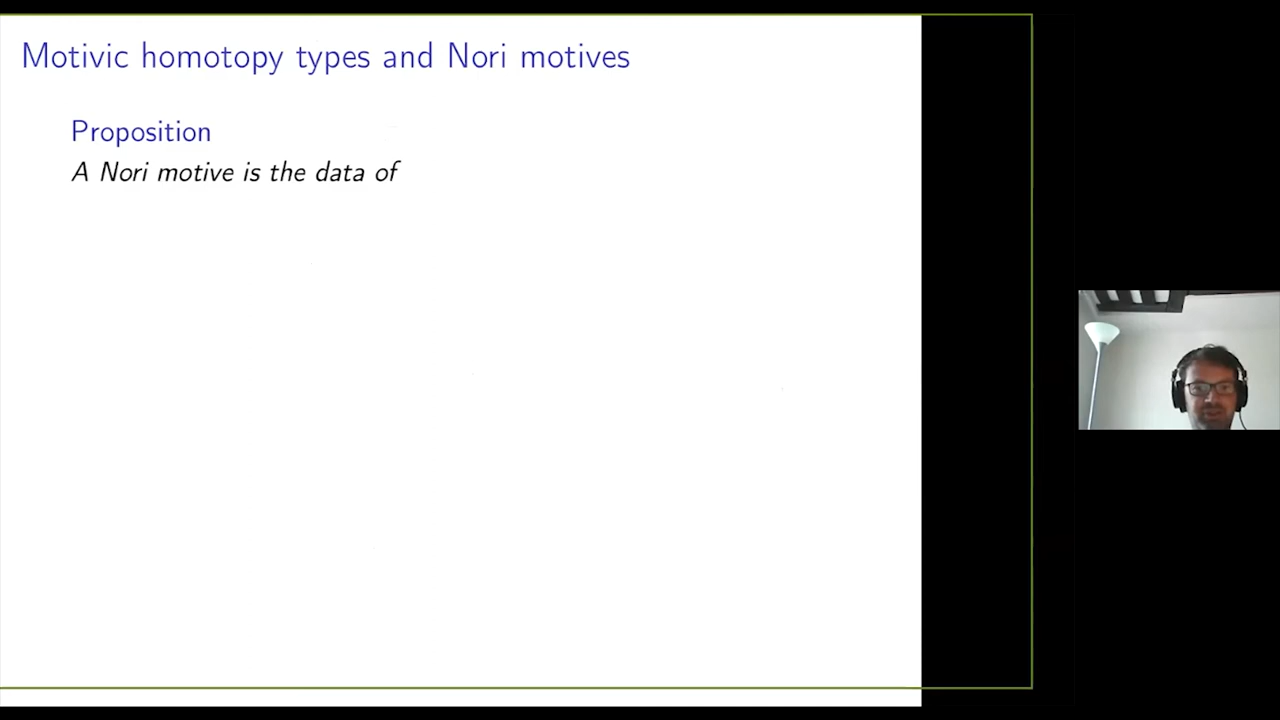 Motivic homotopy types and Nori motives
Proposition
A Nori motive is the data of